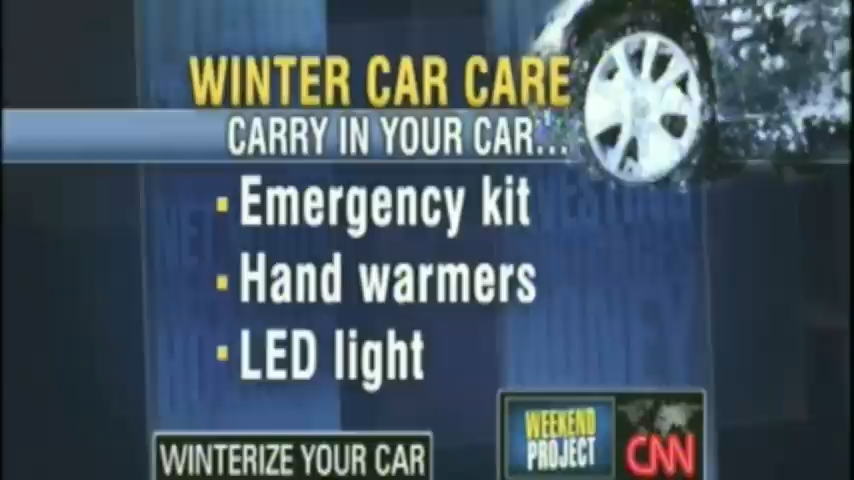 WINTER CAR CARE
CARRY IN YOUR CAR...
· Emergency kit
· Hand warmers
· LED light
WINTERIZE YOUR CAR
WEEKEND
PROJECT
CNN